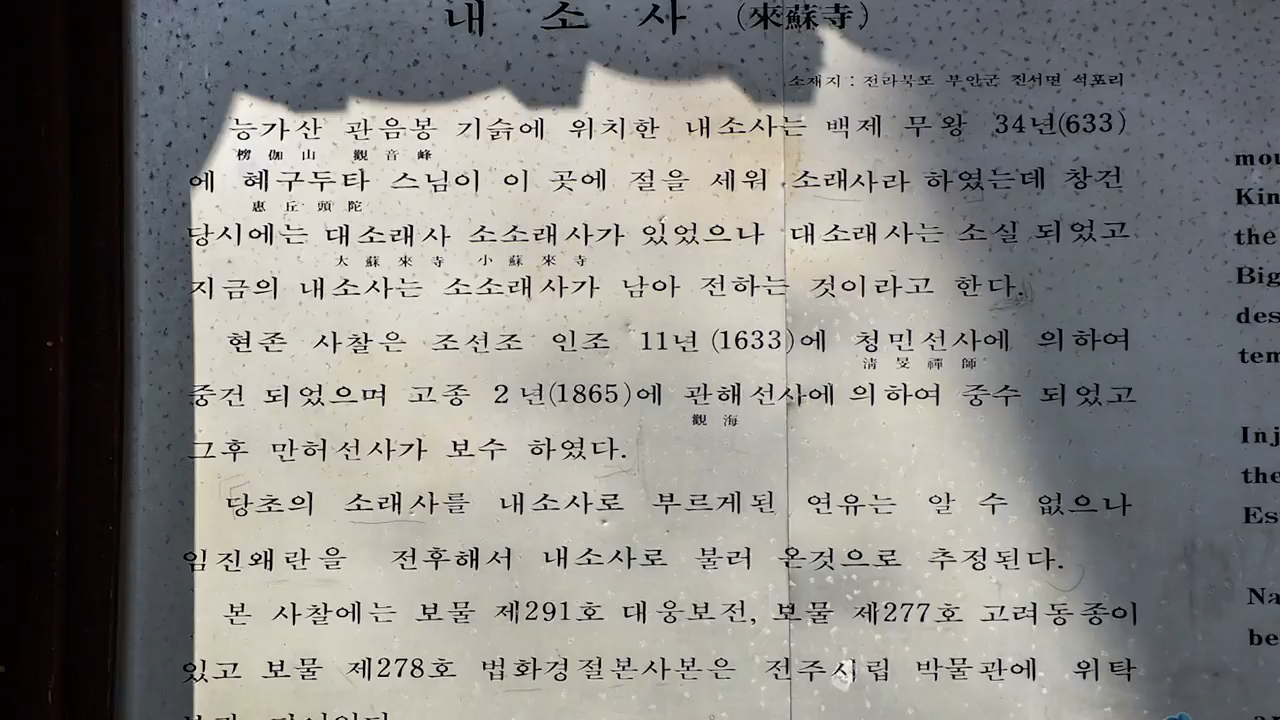 내 소 사 (來蘇寺)
소재지 : 전라북도 부안군 진서면 석포리
능가산 관음봉 기슭에 위치한 내소사는 백제 무왕 34년(633)
楞伽山 觀音峰
에 혜구두타 스님이 이 곳에 절을 세워 소래사라 하였는데 창건
惠丘頭陀
당시에는 대소래사 소소래사가 있었으나 대소래사는 소실 되었고
大蘇來寺 小蘇來寺
지금의 내소사는 소소래사가 남아 전하는 것이라고 한다.
현존 사찰은 조선조 인조 11년 (1633)에 청민선사에 의하여
淸旻禪師
중건 되었으며 고종 2년(1865)에 관해선사에 의하여 중수 되었고
觀海
그후 만허선사가 보수 하였다.
당초의 소래사를 내소사로 부르게된 연유는 알 수 없으나
임진왜란을 전후해서 내소사로 불러 온것으로 추정된다.
본 사찰에는 보물 제291호 대웅보전, 보물 제277호 고려동종이
있고 보물 제278호 법화경절본사본은 전주시립 박물관에 위탁
mou
Kin
the
Big
des
tem
Inj
the
Es
Na
be